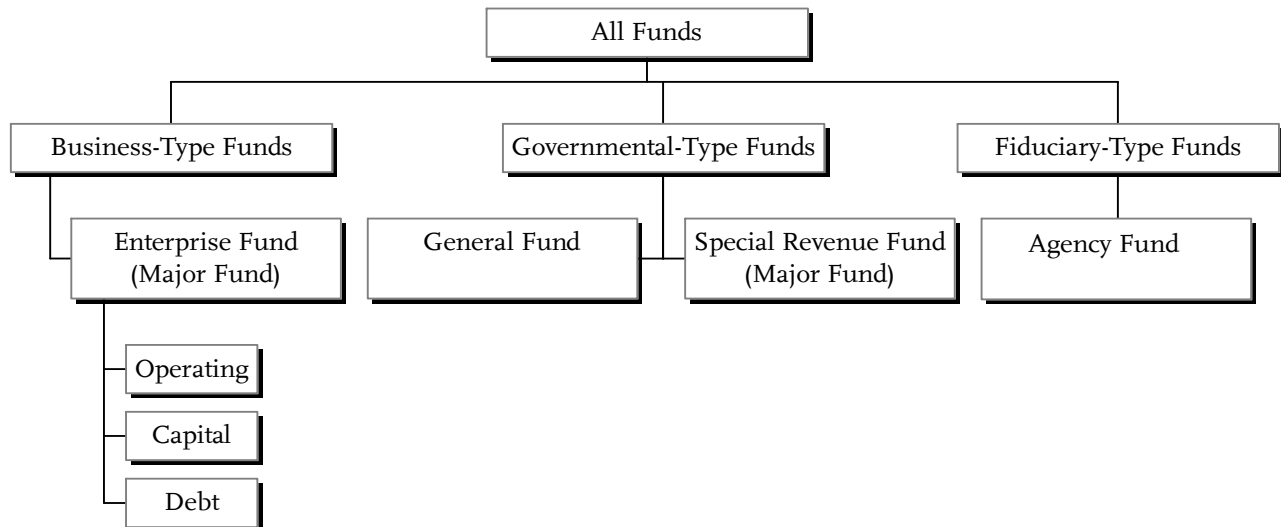 All Funds
Business-Type Funds
Governmental-Type Funds
Fiduciary-Type Funds
Enterprise Fund
(Major Fund)
General Fund
Special Revenue Fund
(Major Fund)
Agency Fund
Operating
Capital
Debt